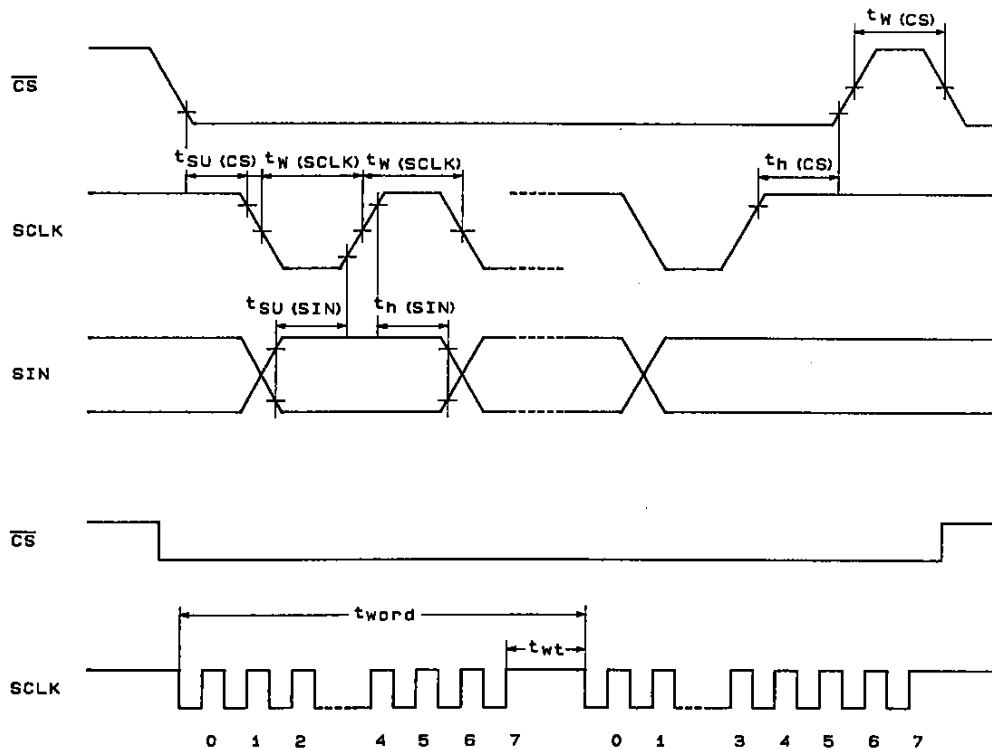 tW (CS)
CS
tSU (CS) tW (SCLK) tW (SCLK) th (CS)
SCLK
tSU (SIN) th (SIN)
SIN
CS
tword
twt
SCLK
0 1 2 4 5 6 7 0 1 3 4 5 6 7